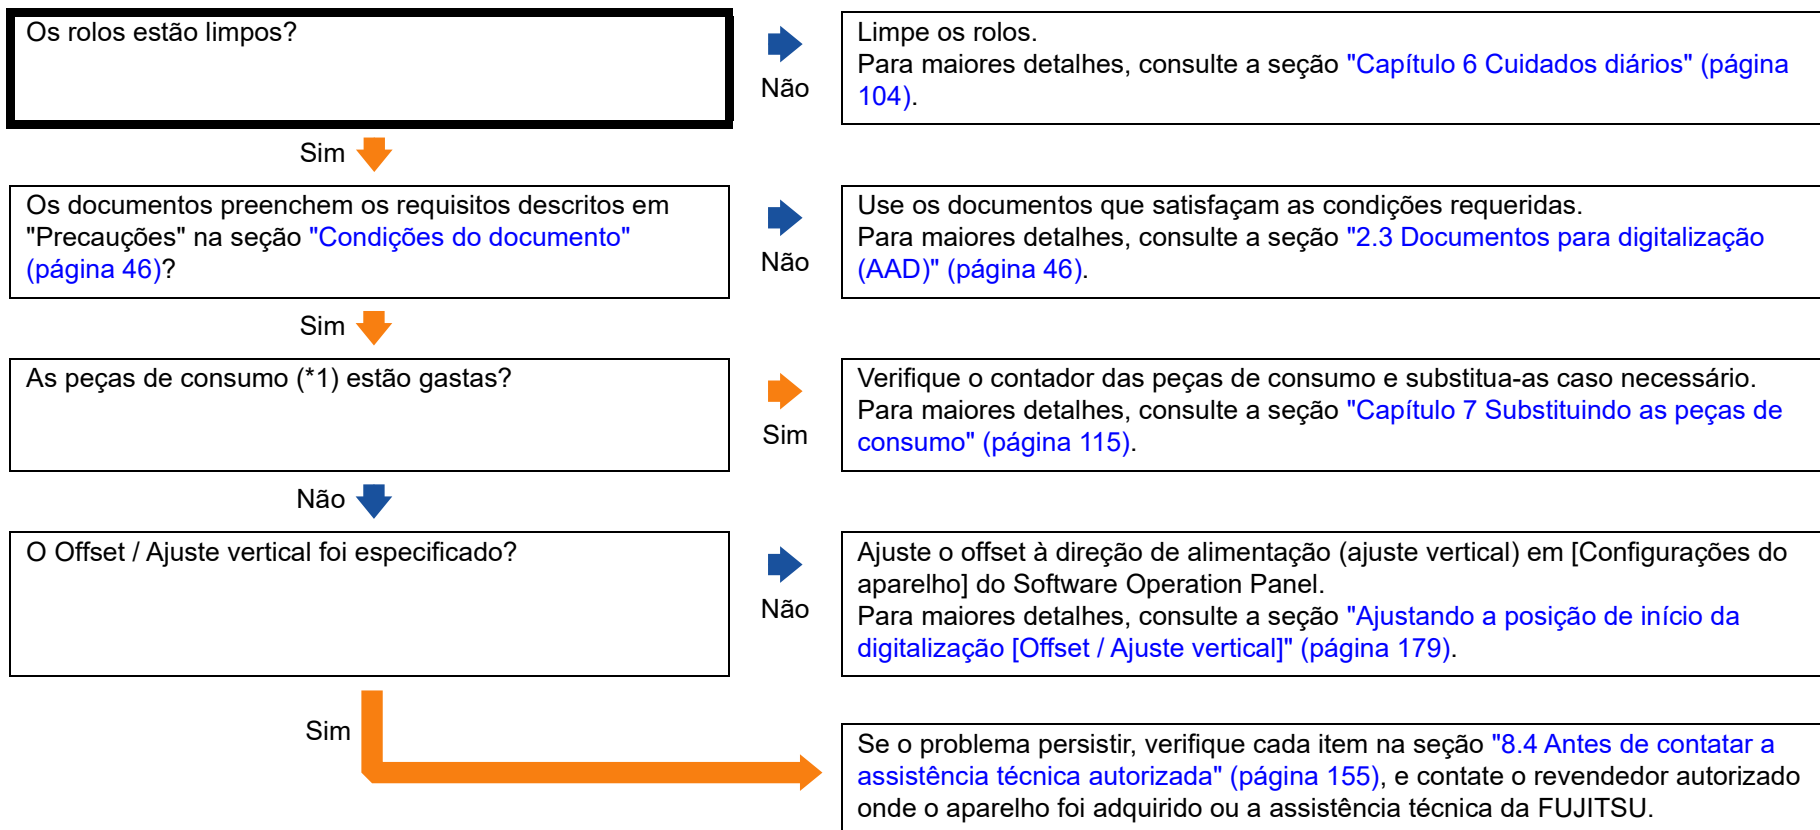 Os rolos estão limpos?
Não
Limpe os rolos.
Para maiores detalhes, consulte a seção "Capítulo 6 Cuidados diários" (página
104).
Sim
Os documentos preenchem os requisitos descritos em
"Precauções" na seção "Condições do documento"
(página 46)?
Não
Use os documentos que satisfaçam as condições requeridas.
Para maiores detalhes, consulte a seção "2.3 Documentos para digitalização
(AAD)" (página 46).
Sim
As peças de consumo (*1) estão gastas?
Sim
Verifique o contador das peças de consumo e substitua-as caso necessário.
Para maiores detalhes, consulte a seção "Capítulo 7 Substituindo as peças de
consumo" (página 115).
Não
O Offset / Ajuste vertical foi especificado?
Não
Ajuste o offset à direção de alimentação (ajuste vertical) em [Configurações do
aparelho] do Software Operation Panel.
Para maiores detalhes, consulte a seção "Ajustando a posição de início da
digitalização [Offset / Ajuste vertical]" (página 179).
Sim
Se o problema persistir, verifique cada item na seção "8.4 Antes de contatar a
assistência técnica autorizada" (página 155), e contate o revendedor autorizado
onde o aparelho foi adquirido ou a assistência técnica da FUJITSU.